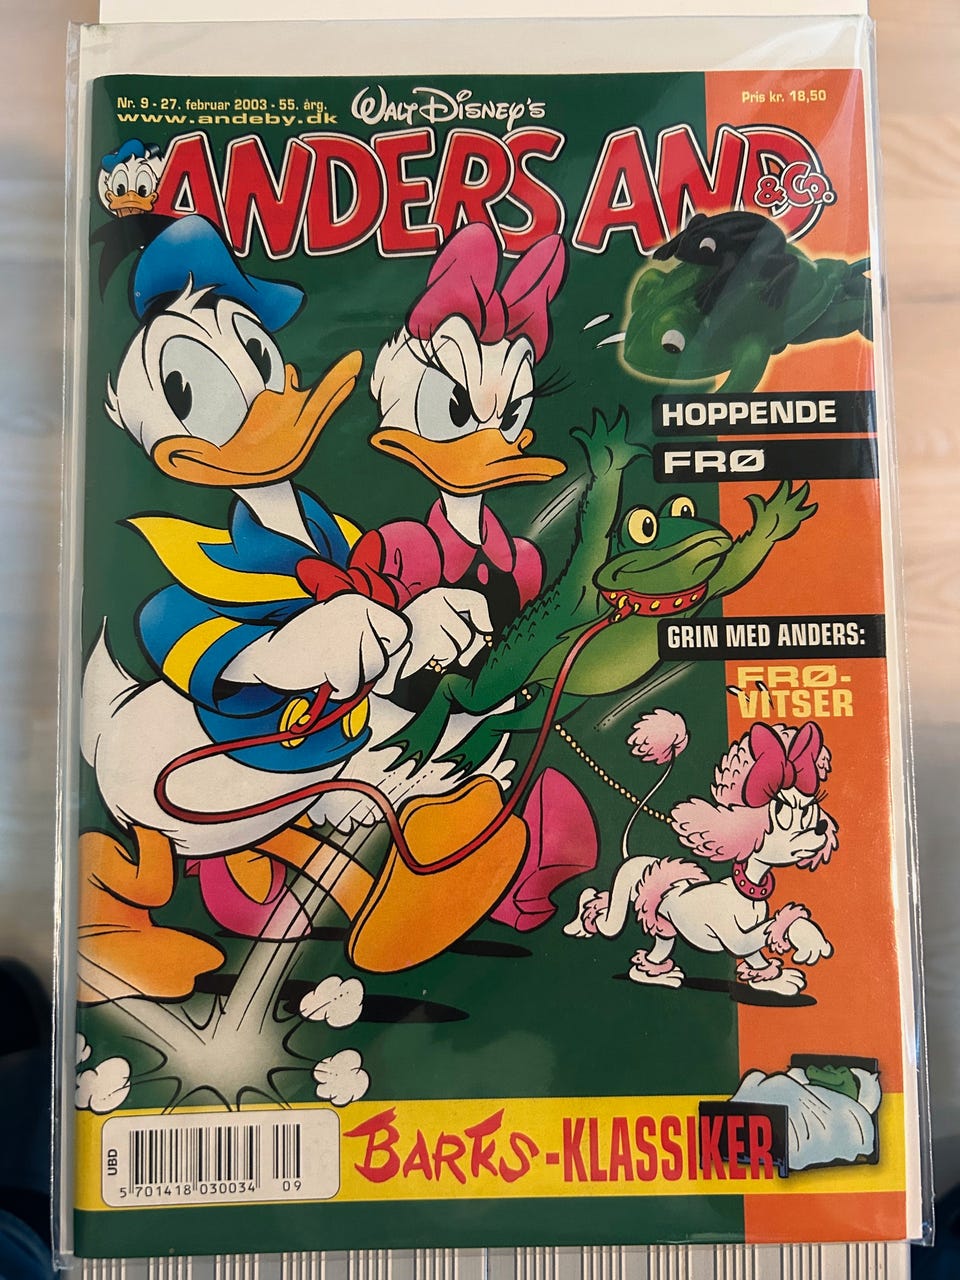 Nr. 9 - 27. februar 2003 - 55. årg.
www.andeby.dk
WALT DISNEY'S
Pris kr. 18,50
ANDERS AND
& Co.
HOPPENDE
FRØ
GRIN MED ANDERS:
FRØ-
VITSER
BARKS-KLASSIKER
UBD
5 701418 030034 09